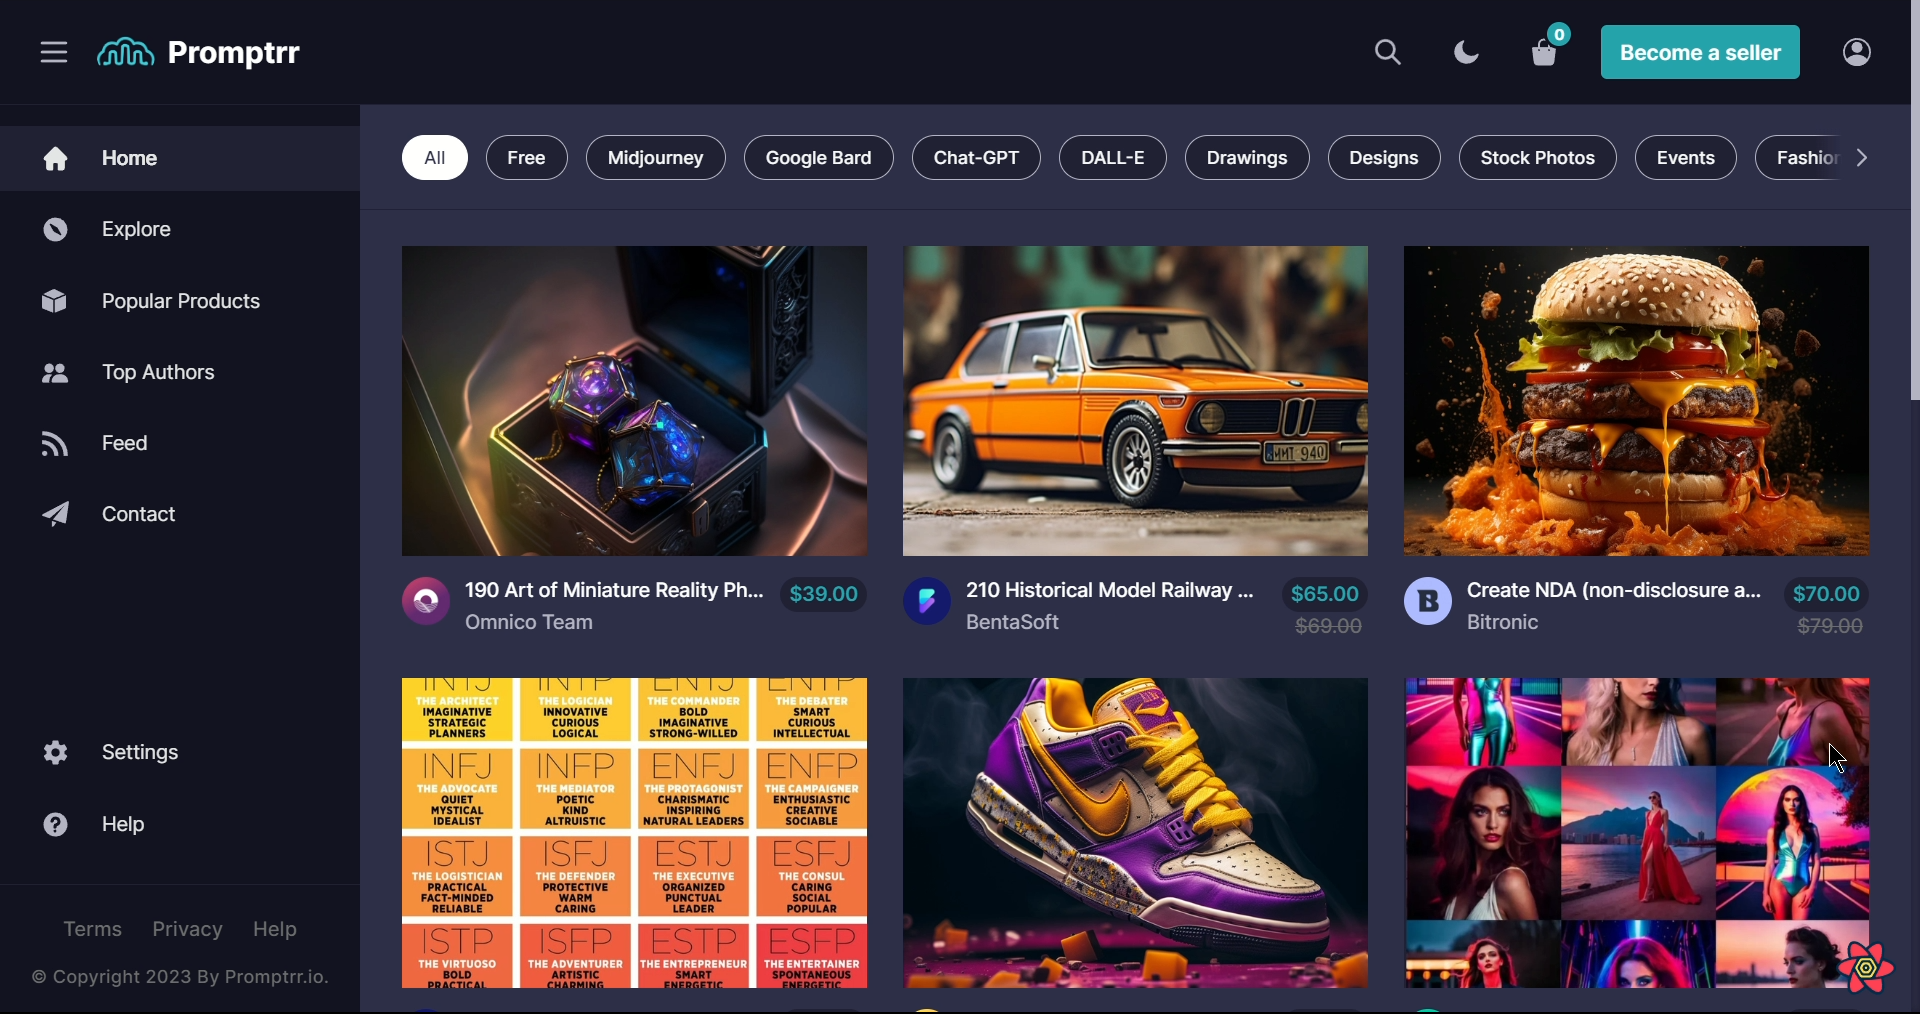 Promptrr
0
Become a seller
Home
Explore
Popular Products
Top Authors
Feed
Contact
Settings
Help
Terms Privacy Help
© Copyright 2023 By Promptrr.io.
All Free Midjourney Google Bard Chat-GPT DALL-E Drawings Designs Stock Photos Events Fashion
MMT 940
190 Art of Miniature Reality Ph... $39.00
Omnico Team
210 Historical Model Railway ... $65.00
BentaSoft $69.00
B
Create NDA (non-disclosure a... $70.00
Bitronic $79.00
INTJ INTP ENTJ ENTP
THE ARCHITECT THE LOGICIAN THE COMMANDER THE DEBATER
IMAGINATIVE INNOVATIVE BOLD SMART
STRATEGIC CURIOUS IMAGINATIVE CURIOUS
PLANNERS LOGICAL STRONG-WILLED INTELLECTUAL
INFJ INFP ENFJ ENFP
THE ADVOCATE THE MEDIATOR THE PROTAGONIST THE CAMPAIGNER
QUIET POETIC CHARISMATIC ENTHUSIASTIC
MYSTICAL KIND INSPIRING CREATIVE
IDEALIST ALTRUISTIC NATURAL LEADERS SOCIABLE
ISTJ ISFJ ESTJ ESFJ
THE LOGISTICIAN THE DEFENDER THE EXECUTIVE THE CONSUL
PRACTICAL PROTECTIVE ORGANIZED CARING
FACT-MINDED WARM PUNCTUAL SOCIAL
RELIABLE CARING LEADER POPULAR
ISTP ISFP ESTP ESFP
THE VIRTUOSO THE ADVENTURER THE ENTREPRENEUR THE ENTERTAINER
BOLD ARTISTIC SMART SPONTANEOUS
PRACTICAL CHARMING ENERGETIC ENERGETIC